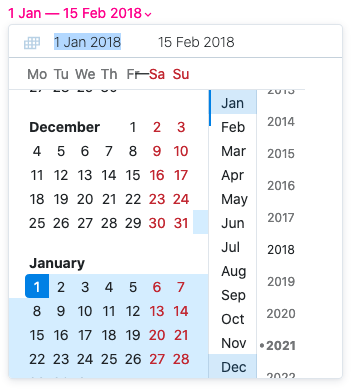 1 Jan — 15 Feb 2018
1 Jan 2018 15 Feb 2018
Mo Tu We Th Fr Sa Su
December 1 2 3
4 5 6 7 8 9 10
11 12 13 14 15 16 17
18 19 20 21 22 23 24
25 26 27 28 29 30 31
January
1 2 3 4 5 6 7
8 9 10 11 12 13 14
15 16 17 18 19 20 21
22 23 24 25 26 27 28
Jan
Feb
Mar
Apr
May
Jun
Jul
Aug
Sep
Oct
Nov
Dec
2013
2014
2015
2016
2017
2018
2019
2020
•2021
2022